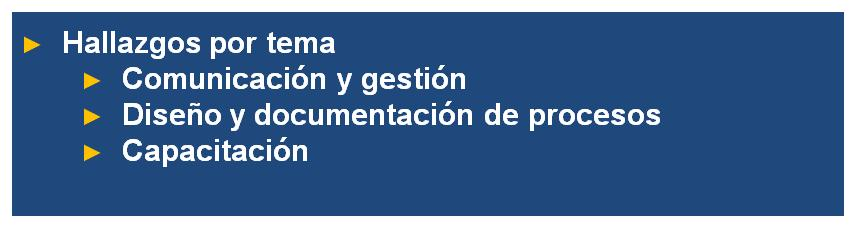 ► Hallazgos por tema
► Comunicación y gestión
► Diseño y documentación de procesos
► Capacitación